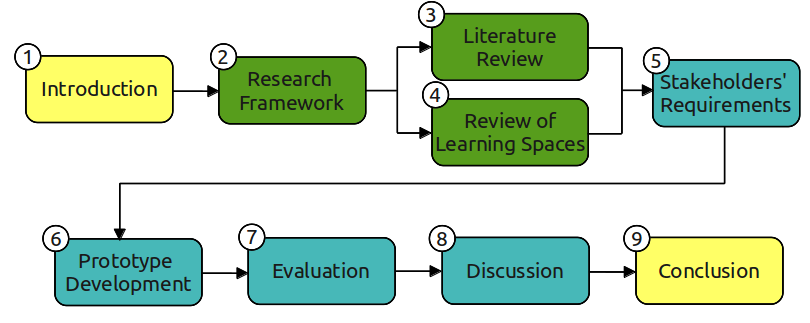 1
Introduction
2
Research
Framework
3
Literature
Review
4
Review of
Learning Spaces
5
Stakeholders'
Requirements
6
Prototype
Development
7
Evaluation
8
Discussion
9
Conclusion